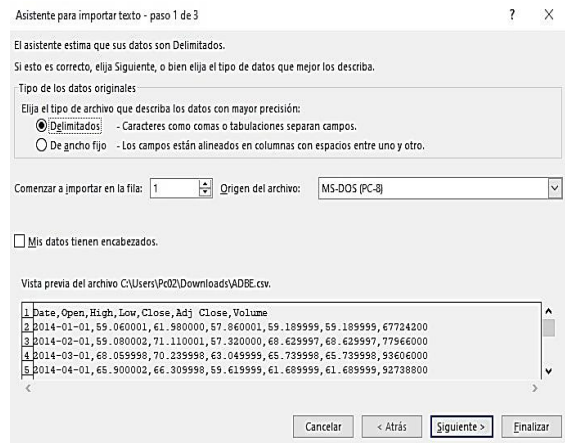 Asistente para importar texto - paso 1 de 3 ? X
El asistente estima que sus datos son Delimitados.
Si esto es correcto, elija Siguiente, o bien elija el tipo de datos que mejor los describa.
Tipo de los datos originales
Elija el tipo de archivo que describa los datos con mayor precisión:
Delimitados - Caracteres como comas o tabulaciones separan campos.
De ancho fijo - Los campos están alineados en columnas con espacios entre uno y otro.
Comenzar a importar en la fila: 1 Origen del archivo: MS-DOS (PC-8)
Mis datos tienen encabezados.
Vista previa del archivo C:\Users\Pc02\Downloads\ADBE.csv.
1 Date,Open,High,Low,Close,Adj Close,Volume
2 2014-01-01,59.060001,61.980000,57.860001,59.189999,59.189999,67724200
3 2014-02-01,59.080002,71.110001,57.320000,68.629997,68.629997,77966000
4 2014-03-01,68.059998,70.239998,63.049999,65.739998,65.739998,93606000
5 2014-04-01,65.900002,66.309998,59.619999,61.689999,61.689999,92738800
Cancelar < Atrás Siguiente > Finalizar